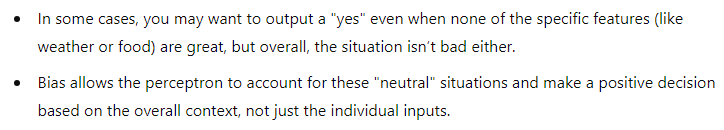 • In some cases, you may want to output a "yes" even when none of the specific features (like
weather or food) are great, but overall, the situation isn't bad either.
• Bias allows the perceptron to account for these "neutral" situations and make a positive decision
based on the overall context, not just the individual inputs.